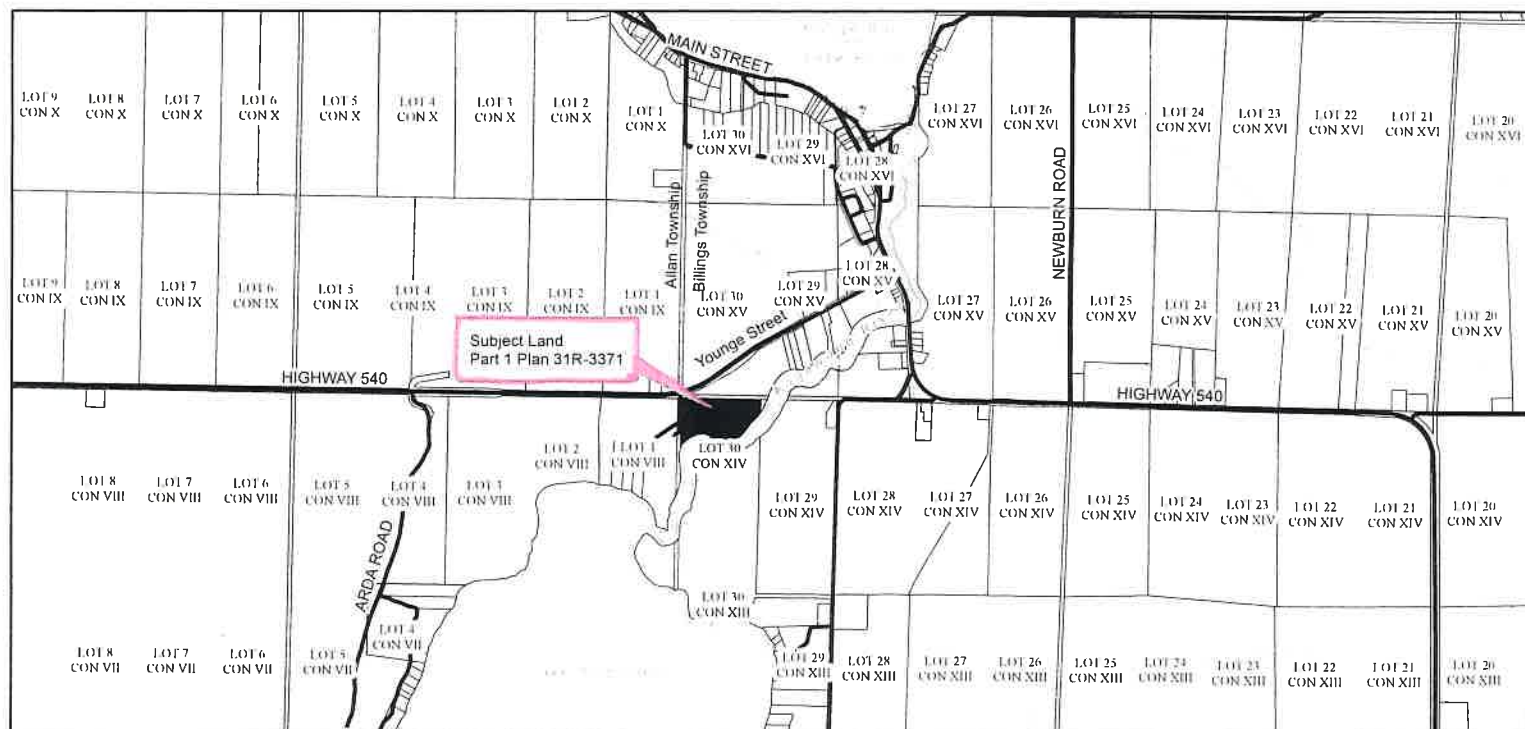 MAIN STREET
LOT 9
CON X
LOT 8
CON X
LOT 7
CON X
LOT 6
CON X
LOT 5
CON X
LOT 4
CON X
LOT 3
CON X
LOT 2
CON X
LOT 1
CON X
LOT 30
CON XVI
LOT 29
CON XVI
LOT 28
CON XVI
LOT 27
CON XVI
LOT 26
CON XVI
LOT 25
CON XVI
LOT 24
CON XVI
LOT 23
CON XVI
LOT 22
CON XVI
LOT 21
CON XVI
LOT 20
CON XVI
Allan Township
Billings Township
NEWBURN ROAD
LOT 9
CON IX
LOT 8
CON IX
LOT 7
CON IX
LOT 6
CON IX
LOT 5
CON IX
LOT 4
CON IX
LOT 3
CON IX
LOT 2
CON IX
LOT 1
CON IX
LOT 30
CON XV
LOT 29
CON XV
LOT 28
CON XV
LOT 27
CON XV
LOT 26
CON XV
LOT 25
CON XV
LOT 24
CON XV
LOT 23
CON XV
LOT 22
CON XV
LOT 21
CON XV
LOT 20
CON XV
Younge Street
Subject Land
Part 1 Plan 31R-3371
HIGHWAY 540
HIGHWAY 540
LOT 8
CON VIII
LOT 7
CON VIII
LOT 6
CON VIII
LOT 5
CON VIII
LOT 4
CON VIII
LOT 3
CON VIII
LOT 2
CON VIII
LOT 1
CON VIII
LOT 30
CON XIV
LOT 29
CON XIV
LOT 28
CON XIV
LOT 27
CON XIV
LOT 26
CON XIV
LOT 25
CON XIV
LOT 24
CON XIV
LOT 23
CON XIV
LOT 22
CON XIV
LOT 21
CON XIV
LOT 20
CON XIV
ARDA ROAD
LOT 30
CON XIII
LOT 8
CON VII
LOT 7
CON VII
LOT 6
CON VII
LOT 5
CON VII
LOT 4
CON VII
LOT 29
CON XIII
LOT 28
CON XIII
LOT 27
CON XIII
LOT 26
CON XIII
LOT 25
CON XIII
LOT 24
CON XIII
LOT 23
CON XIII
LOT 22
CON XIII
LOT 21
CON XIII
LOT 20
CON XIII